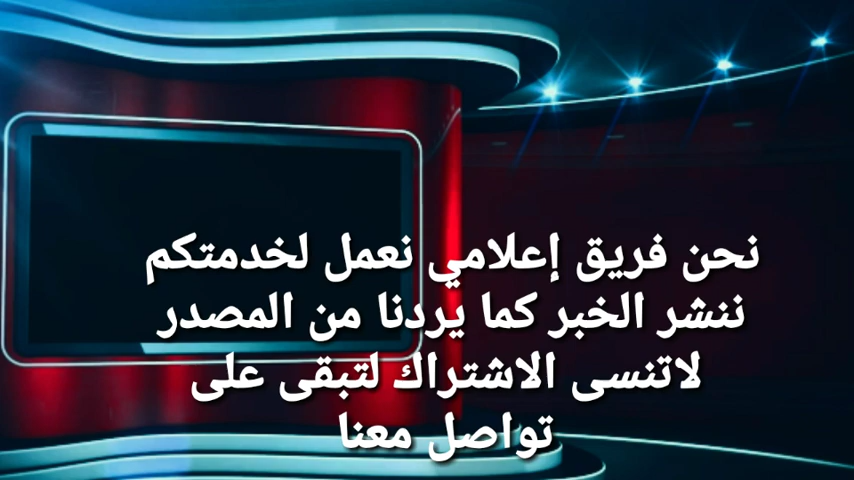 نحن فريق إعلامي نعمل لخدمتكم
ننشر الخبر كما يردنا من المصدر
لاتنسى الاشتراك لتبقى على
تواصل معنا